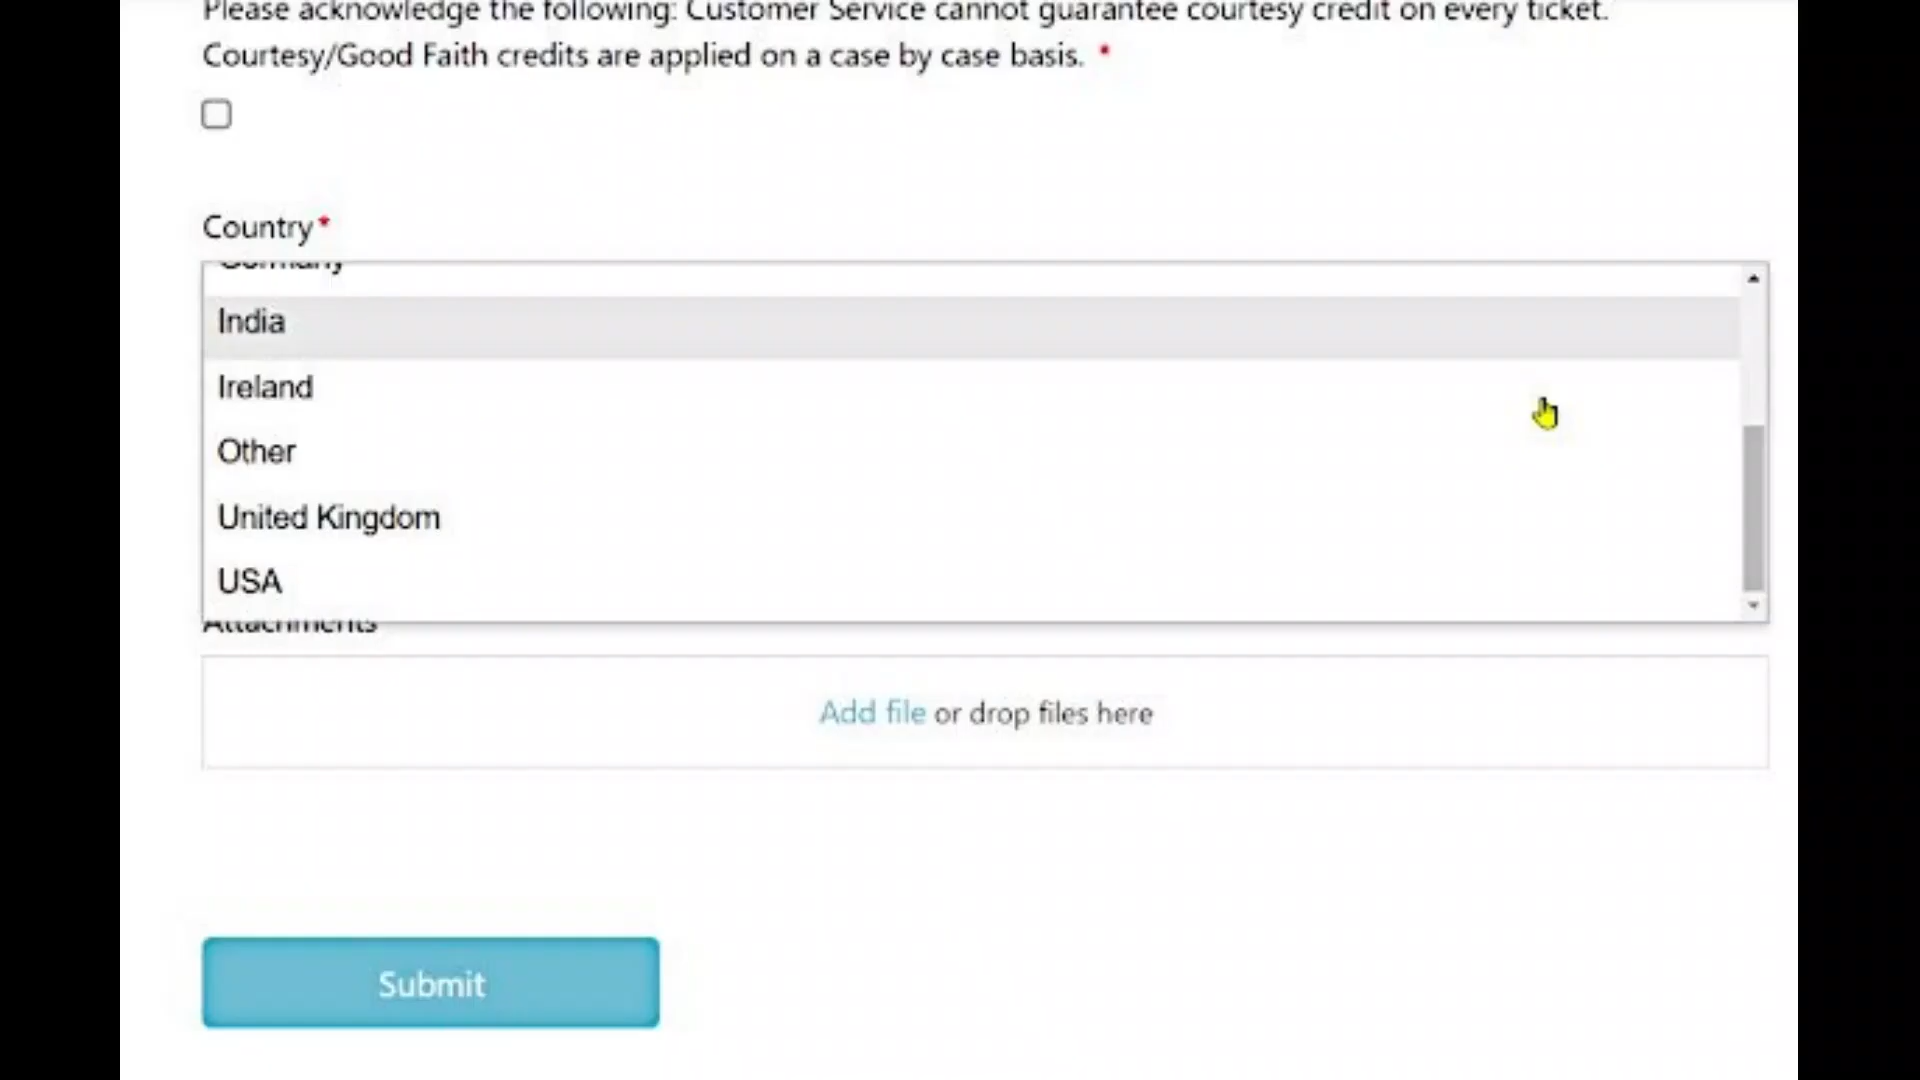 Please acknowledge the following: Customer Service cannot guarantee courtesy credit on every ticket.
Courtesy/Good Faith credits are applied on a case by case basis. *
Country*
Germany
India
Ireland
Other
United Kingdom
USA
Attachments
Add file or drop files here
Submit